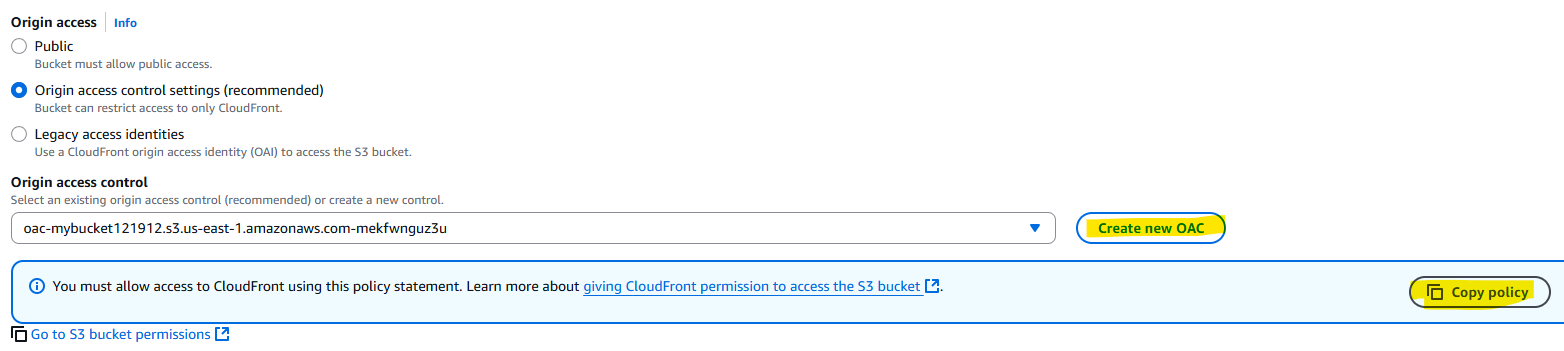 Origin access Info
Public
Bucket must allow public access.
Origin access control settings (recommended)
Bucket can restrict access to only CloudFront.
Legacy access identities
Use a CloudFront origin access identity (OAI) to access the S3 bucket.
Origin access control
Select an existing origin access control (recommended) or create a new control.
oac-mybucket121912.s3.us-east-1.amazonaws.com-mekfwnguz3u
Create new OAC
You must allow access to CloudFront using this policy statement. Learn more about giving CloudFront permission to access the S3 bucket.
Copy policy
Go to S3 bucket permissions